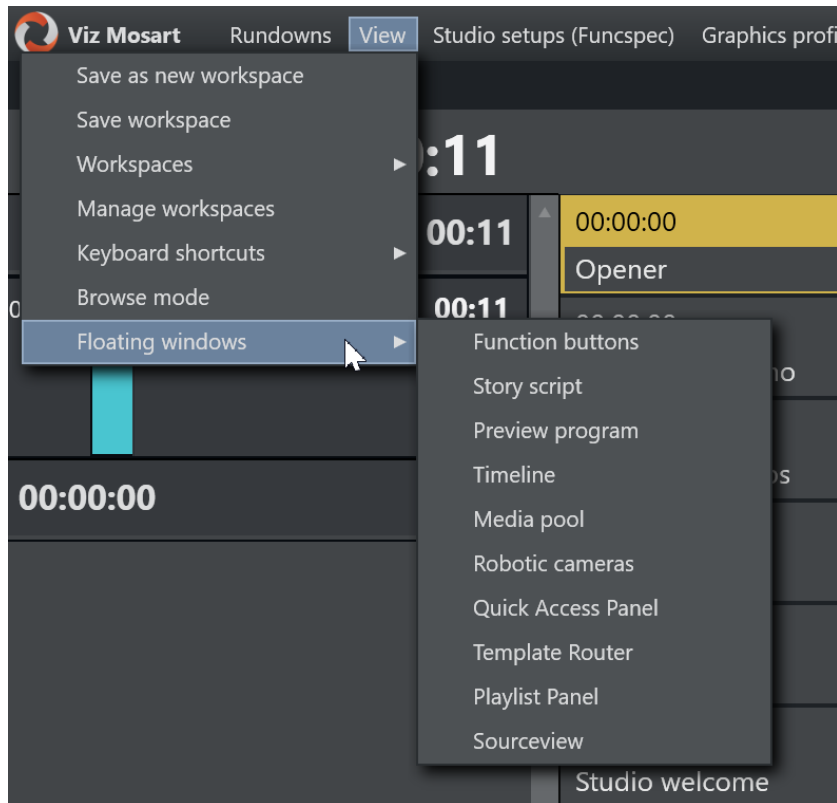 Viz Mosart Rundowns View Studio setups (Funcspec) Graphics profi
Save as new workspace
Save workspace
Workspaces
Manage workspaces
Keyboard shortcuts
Browse mode
Floating windows
:11
00:11
00:11
00:00:00
Opener
Function buttons
Story script
Preview program
Timeline
Media pool
Robotic cameras
Quick Access Panel
Template Router
Playlist Panel
Sourceview
00:00:00
Studio welcome